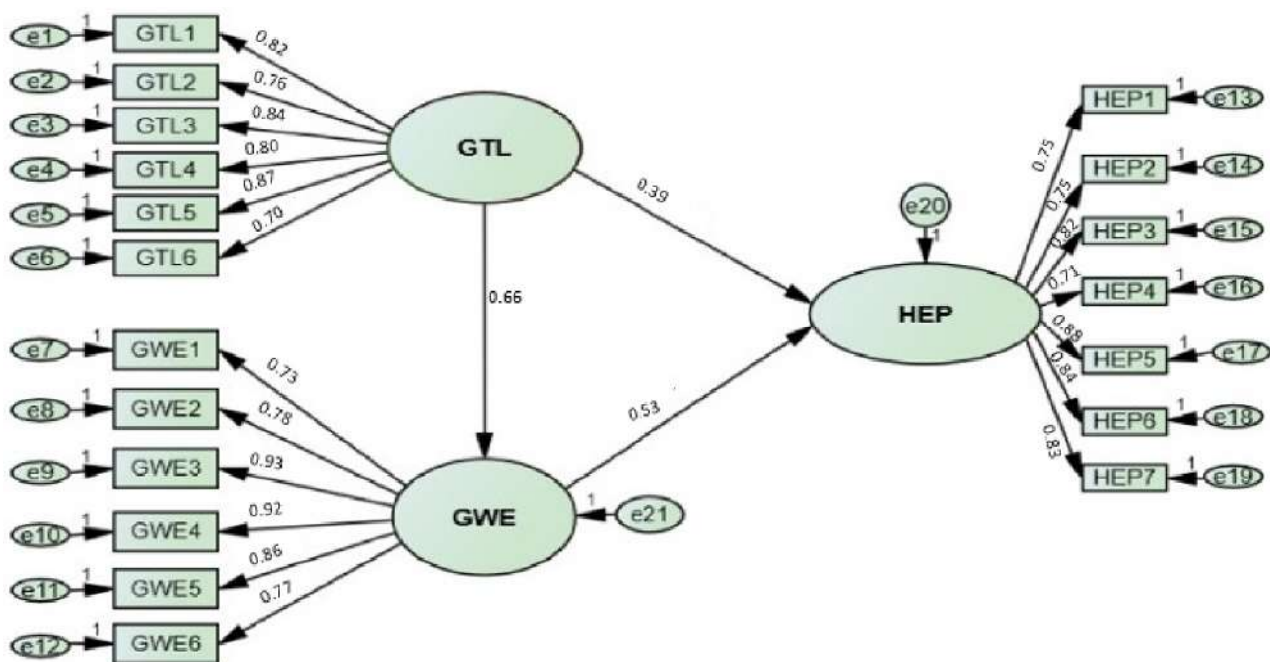 e1 1 GTL1 0.82
e2 1 GTL2 0.76
e3 1 GTL3 0.84
e4 1 GTL4 0.80
e5 1 GTL5 0.87
e6 1 GTL6 0.70
GTL
0.39
0.66
e7 1 GWE1 0.73
e8 1 GWE2 0.78
e9 1 GWE3 0.93
e10 1 GWE4 0.92
e11 1 GWE5 0.86
e12 1 GWE6 0.77
GWE
1 e21
0.53
e20
1
HEP
0.75 HEP1 1 e13
0.75 HEP2 1 e14
0.82 HEP3 1 e15
0.71 HEP4 1 e16
0.88 HEP5 1 e17
0.84 HEP6 1 e18
0.83 HEP7 1 e19